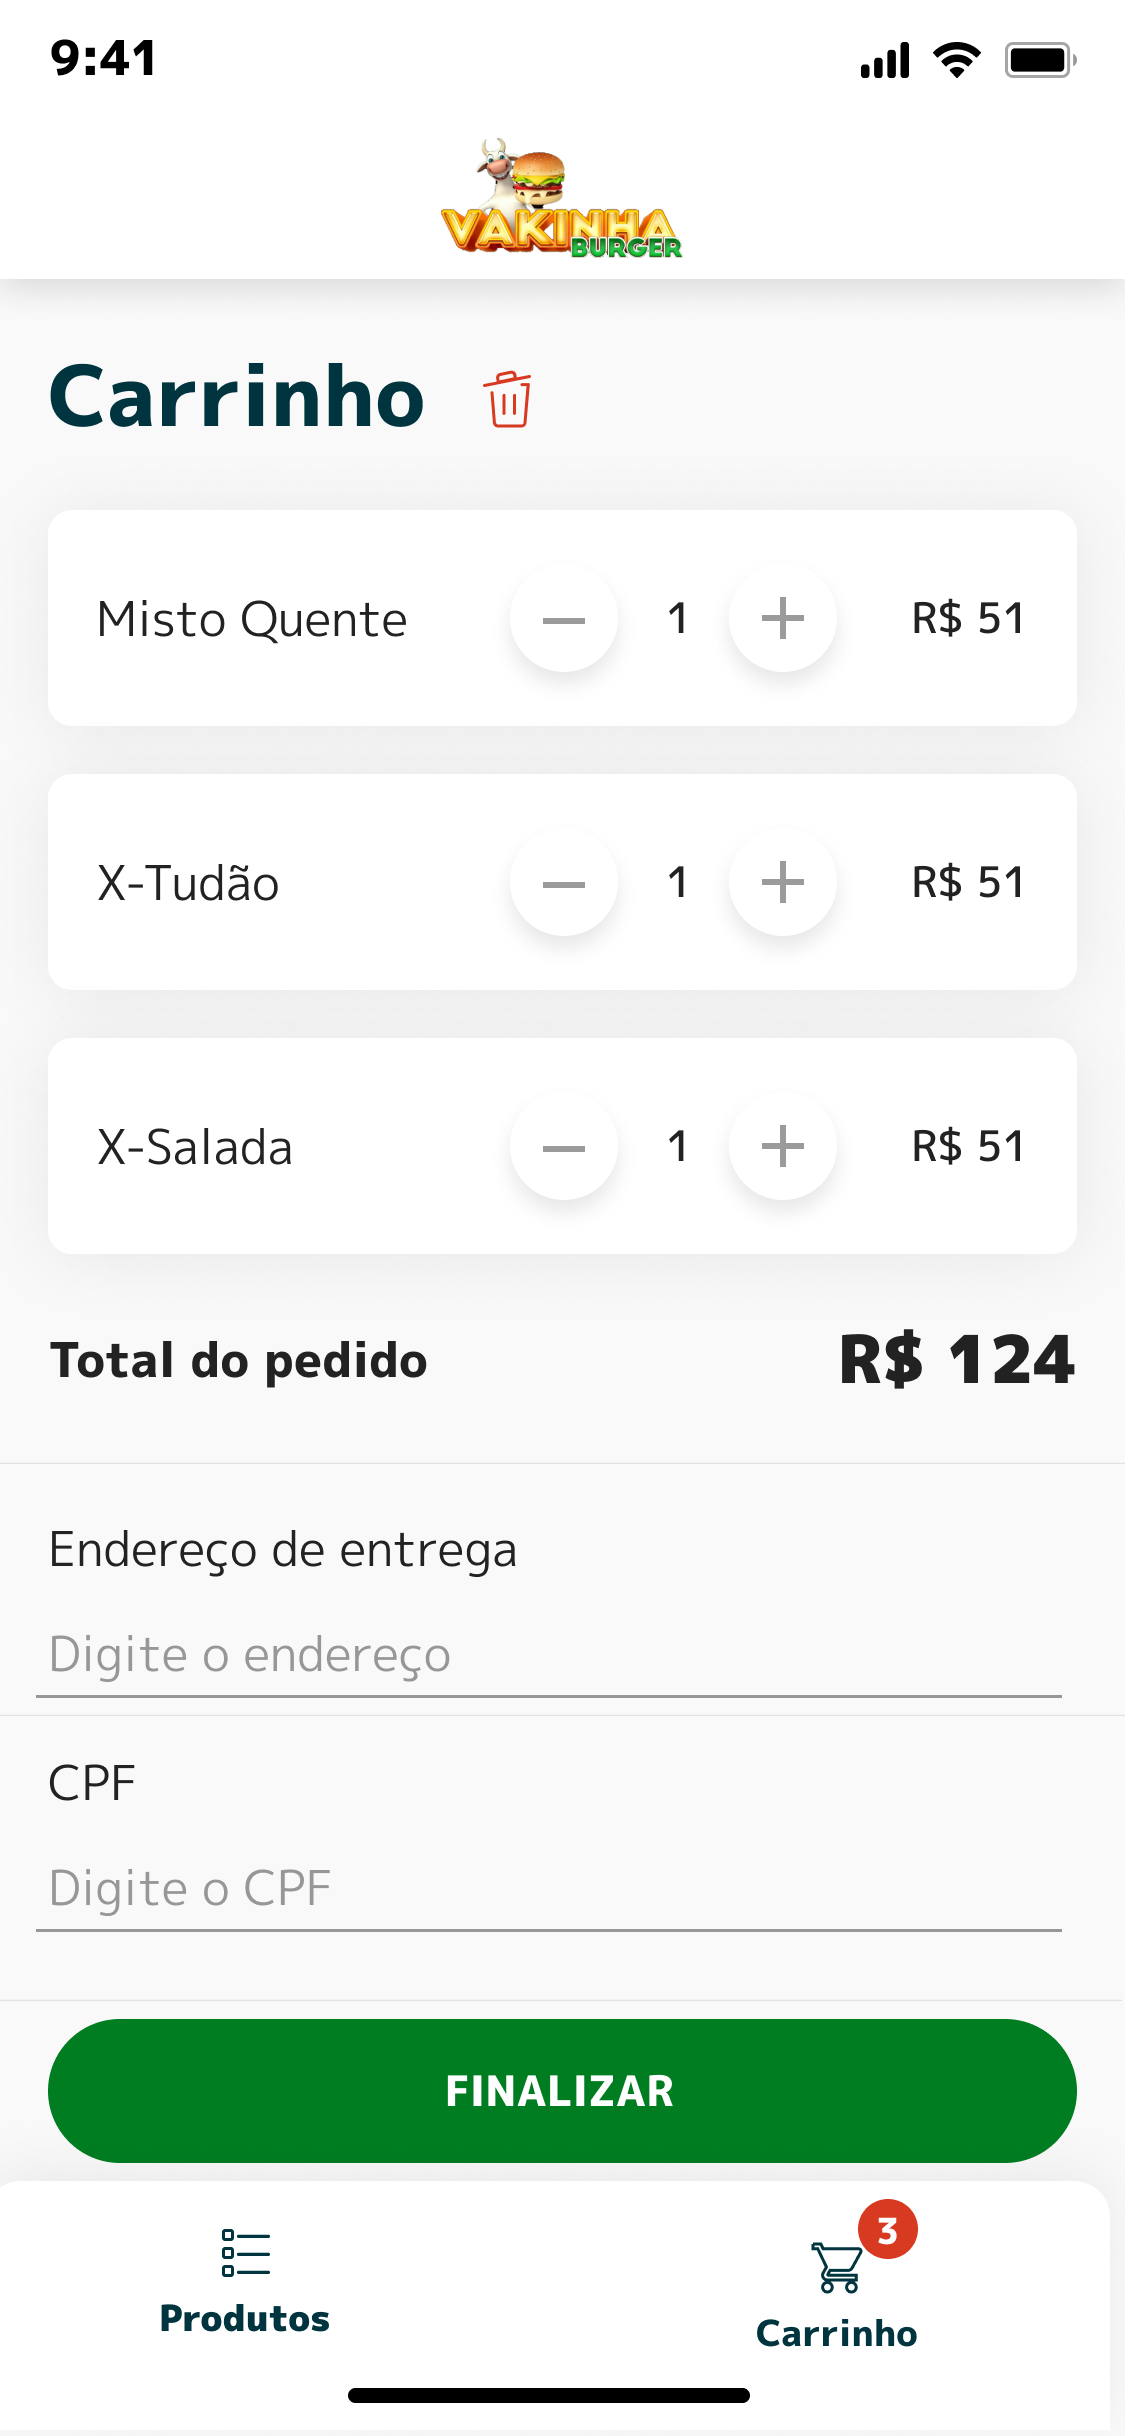 9:41
VAKINHA
BURGER
Carrinho
Misto Quente 1 R$ 51
X-Tudão 1 R$ 51
X-Salada 1 R$ 51
Total do pedido R$ 124
Endereço de entrega
Digite o endereço
CPF
Digite o CPF
FINALIZAR
3
Produtos
Carrinho